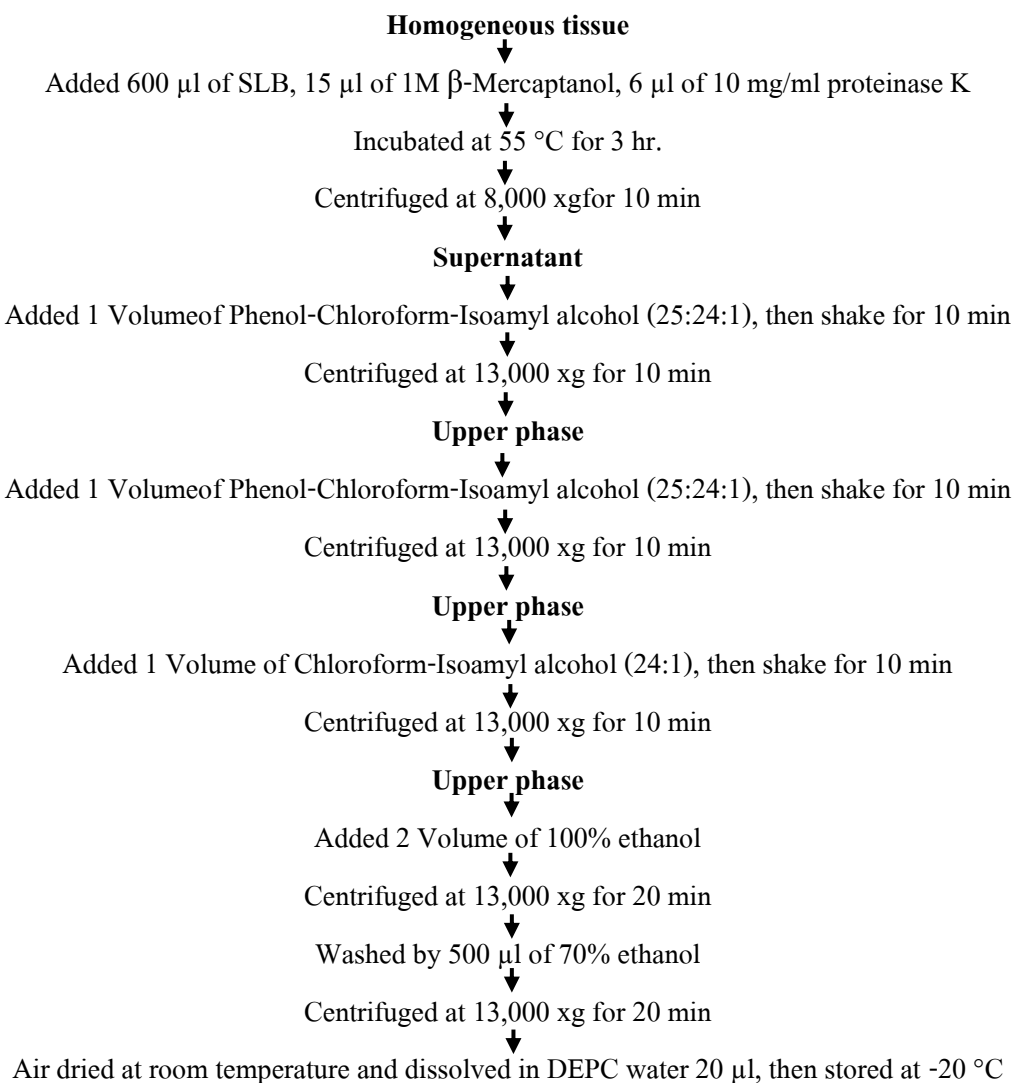 Homogeneous tissue
Added 600 µl of SLB, 15 µl of 1M β-Mercaptanol, 6 µl of 10 mg/ml proteinase K
Incubated at 55 °C for 3 hr.
Centrifuged at 8,000 xgfor 10 min
Supernatant
Added 1 Volumeof Phenol-Chloroform-Isoamyl alcohol (25:24:1), then shake for 10 min
Centrifuged at 13,000 xg for 10 min
Upper phase
Added 1 Volumeof Phenol-Chloroform-Isoamyl alcohol (25:24:1), then shake for 10 min
Centrifuged at 13,000 xg for 10 min
Upper phase
Added 1 Volume of Chloroform-Isoamyl alcohol (24:1), then shake for 10 min
Centrifuged at 13,000 xg for 10 min
Upper phase
Added 2 Volume of 100% ethanol
Centrifuged at 13,000 xg for 20 min
Washed by 500 µl of 70% ethanol
Centrifuged at 13,000 xg for 20 min
Air dried at room temperature and dissolved in DEPC water 20 µl, then stored at -20 °C